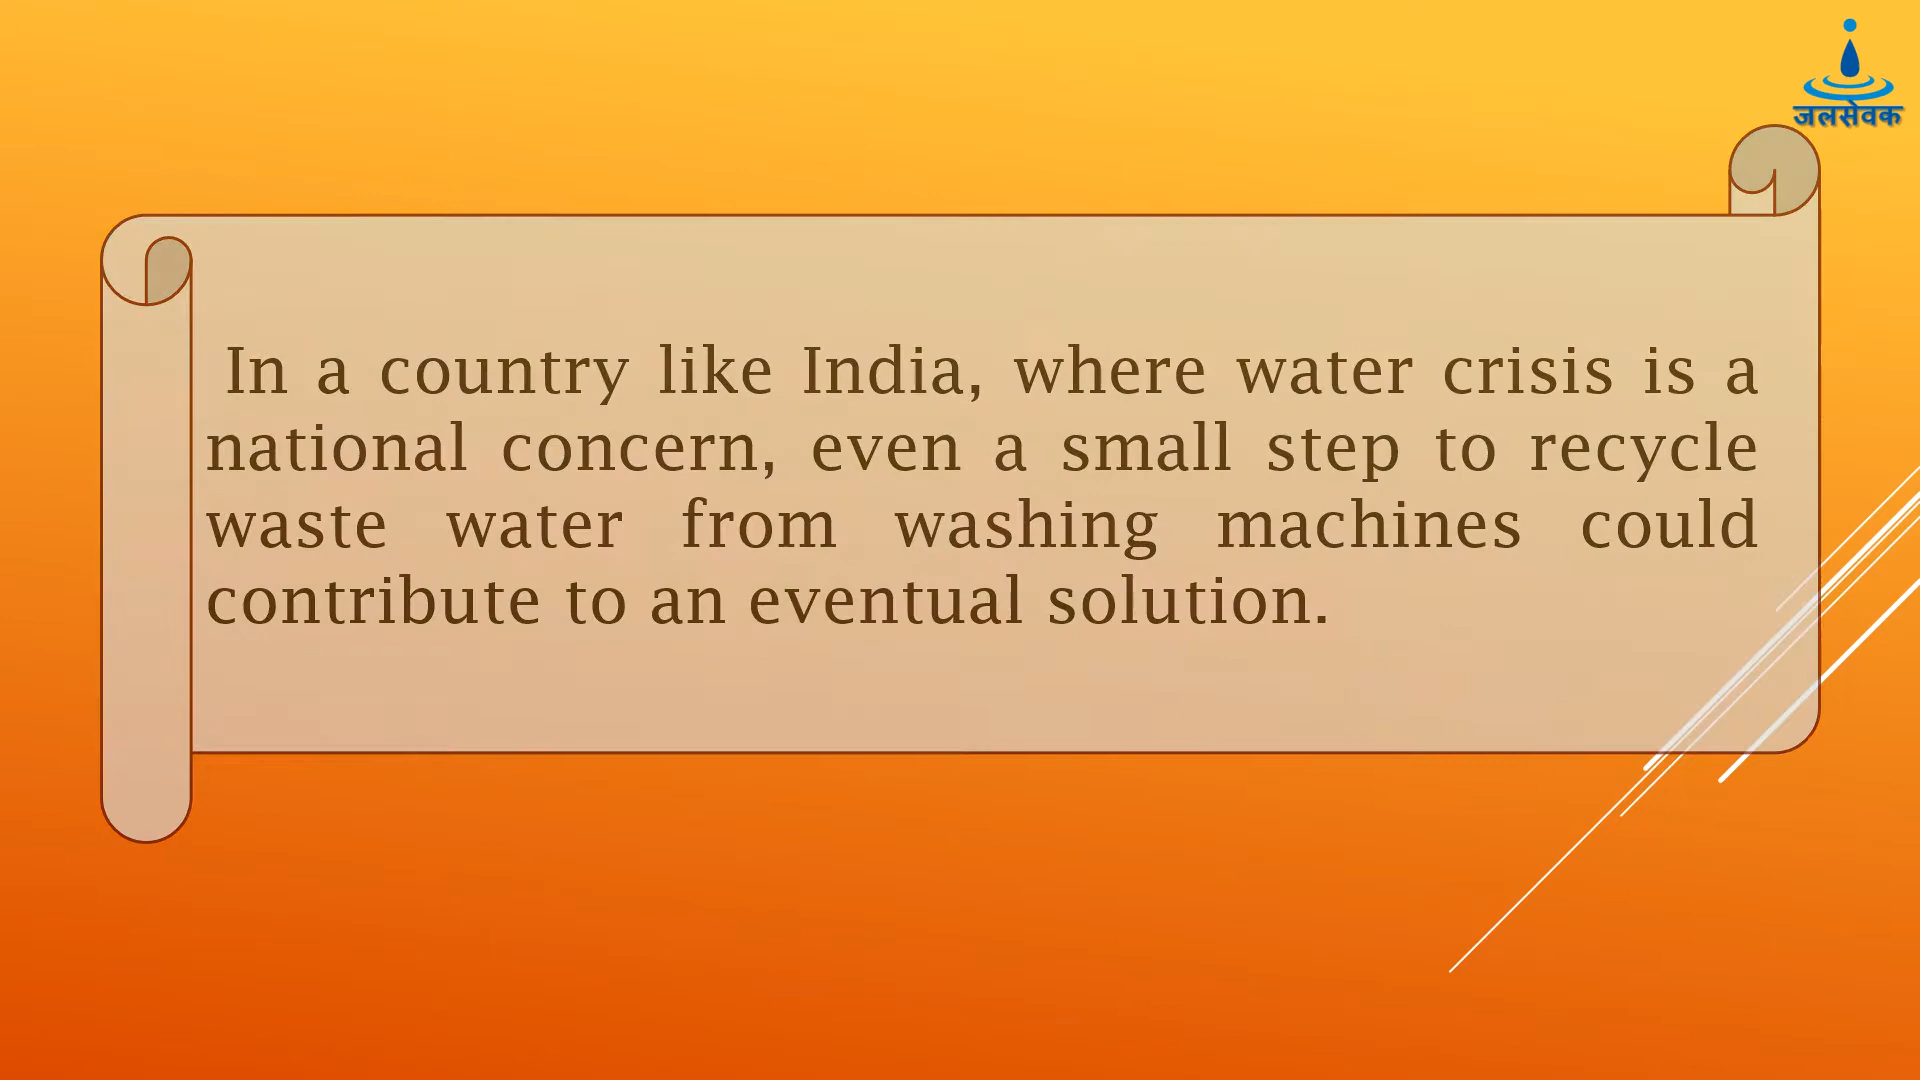 जलसेवक
In a country like India, where water crisis is a
national concern, even a small step to recycle
waste water from washing machines could
contribute to an eventual solution.